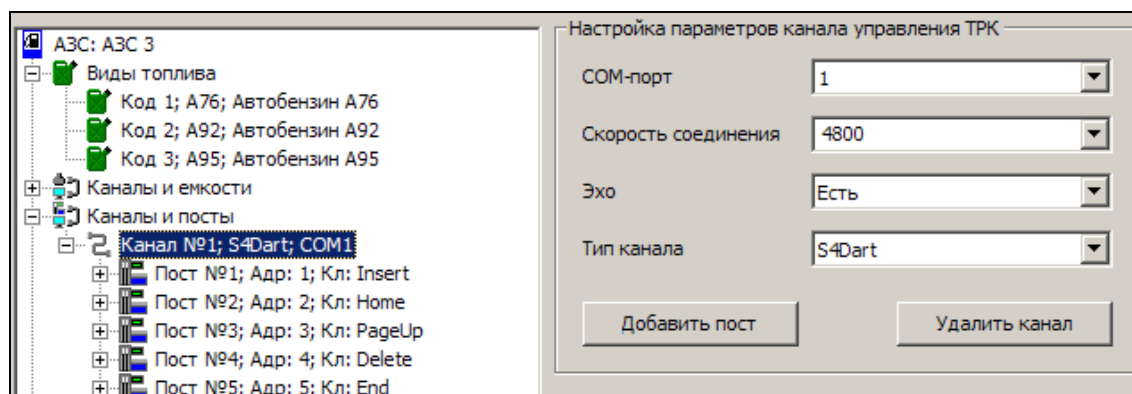 АЗС: АЗС 3
Виды топлива
Код 1; А76; Автобензин А76
Код 2; А92; Автобензин А92
Код 3; А95; Автобензин А95
Каналы и емкости
Каналы и посты
Канал №1; S4Dart; COM1
Пост №1; Адр: 1; Кл: Insert
Пост №2; Адр: 2; Кл: Home
Пост №3; Адр: 3; Кл: PageUp
Пост №4; Адр: 4; Кл: Delete
Пост №5; Адр: 5; Кл: End
Настройка параметров канала управления ТРК
COM-порт 1
Скорость соединения 4800
Эхо Есть
Тип канала S4Dart
Добавить пост Удалить канал